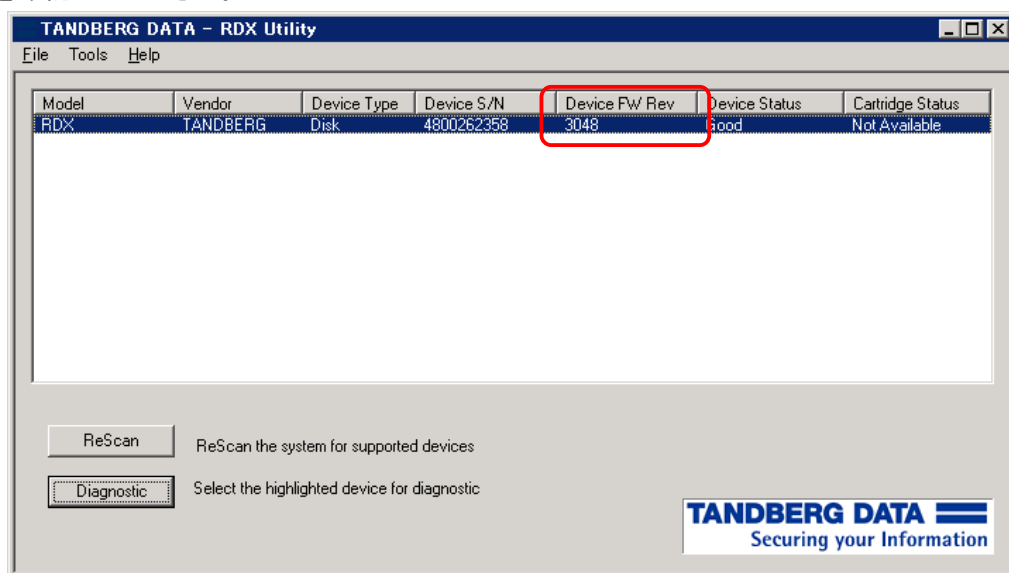 TANDBERG DATA - RDX Utility
File Tools Help
Model Vendor Device Type Device S/N Device FW Rev Device Status Cartridge Status
RDX TANDBERG Disk 4800262358 3048 Good Not Available
ReScan ReScan the system for supported devices
Diagnostic Select the highlighted device for diagnostic
TANDBERG DATA
Securing your Information